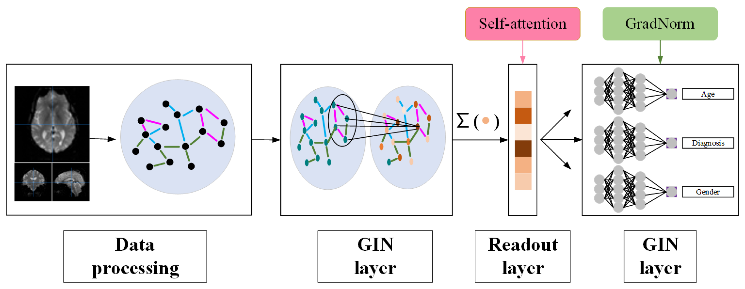 Self-attention
GradNorm
Σ ( )
Age
Diagnosis
Gender
Data
processing
GIN
layer
Readout
layer
GIN
layer